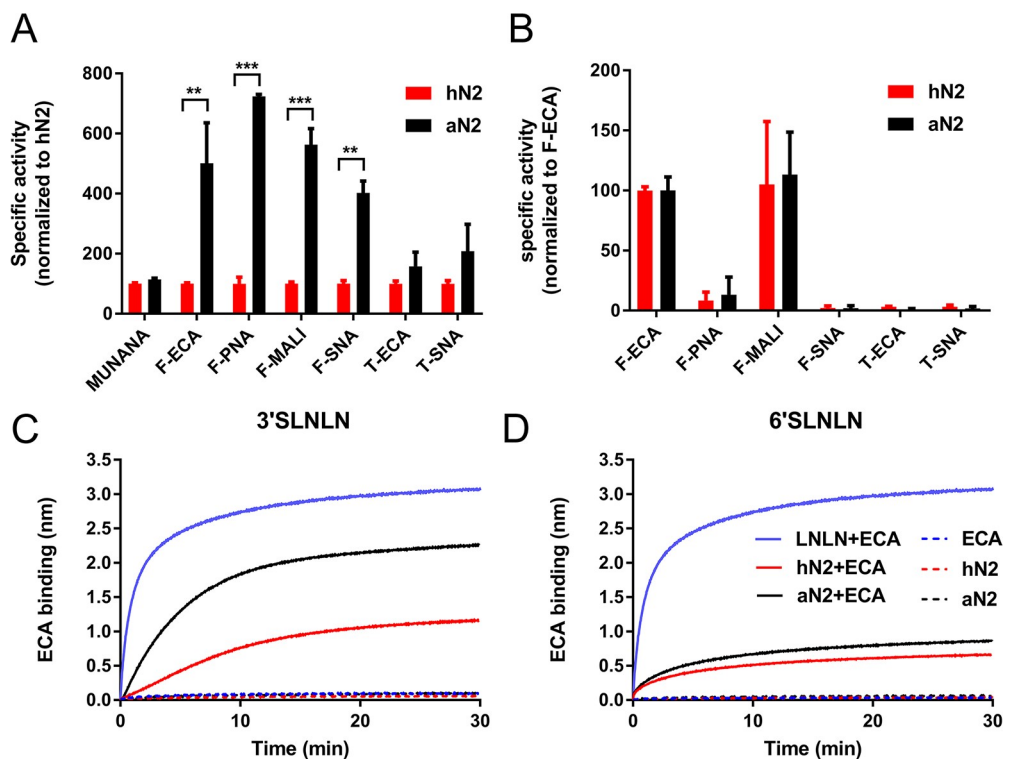 A
Specific activity
(normalized to hN2)
800
600
400
200
0
**
***
***
**
hN2
aN2
MUNANA
F-ECA
F-PNA
F-MALI
F-SNA
T-ECA
T-SNA
B
specific activity
(normalized to F-ECA)
200
150
100
50
0
hN2
aN2
F-ECA
F-PNA
F-MALI
F-SNA
T-ECA
T-SNA
C
3'SLNLN
ECA binding (nm)
3.5
3.0
2.5
2.0
1.5
1.0
0.5
0.0
0
10
20
30
Time (min)
D
6'SLNLN
ECA binding (nm)
3.5
3.0
2.5
2.0
1.5
1.0
0.5
0.0
LNLN+ECA
hN2+ECA
aN2+ECA
ECA
hN2
aN2
0
10
20
30
Time (min)